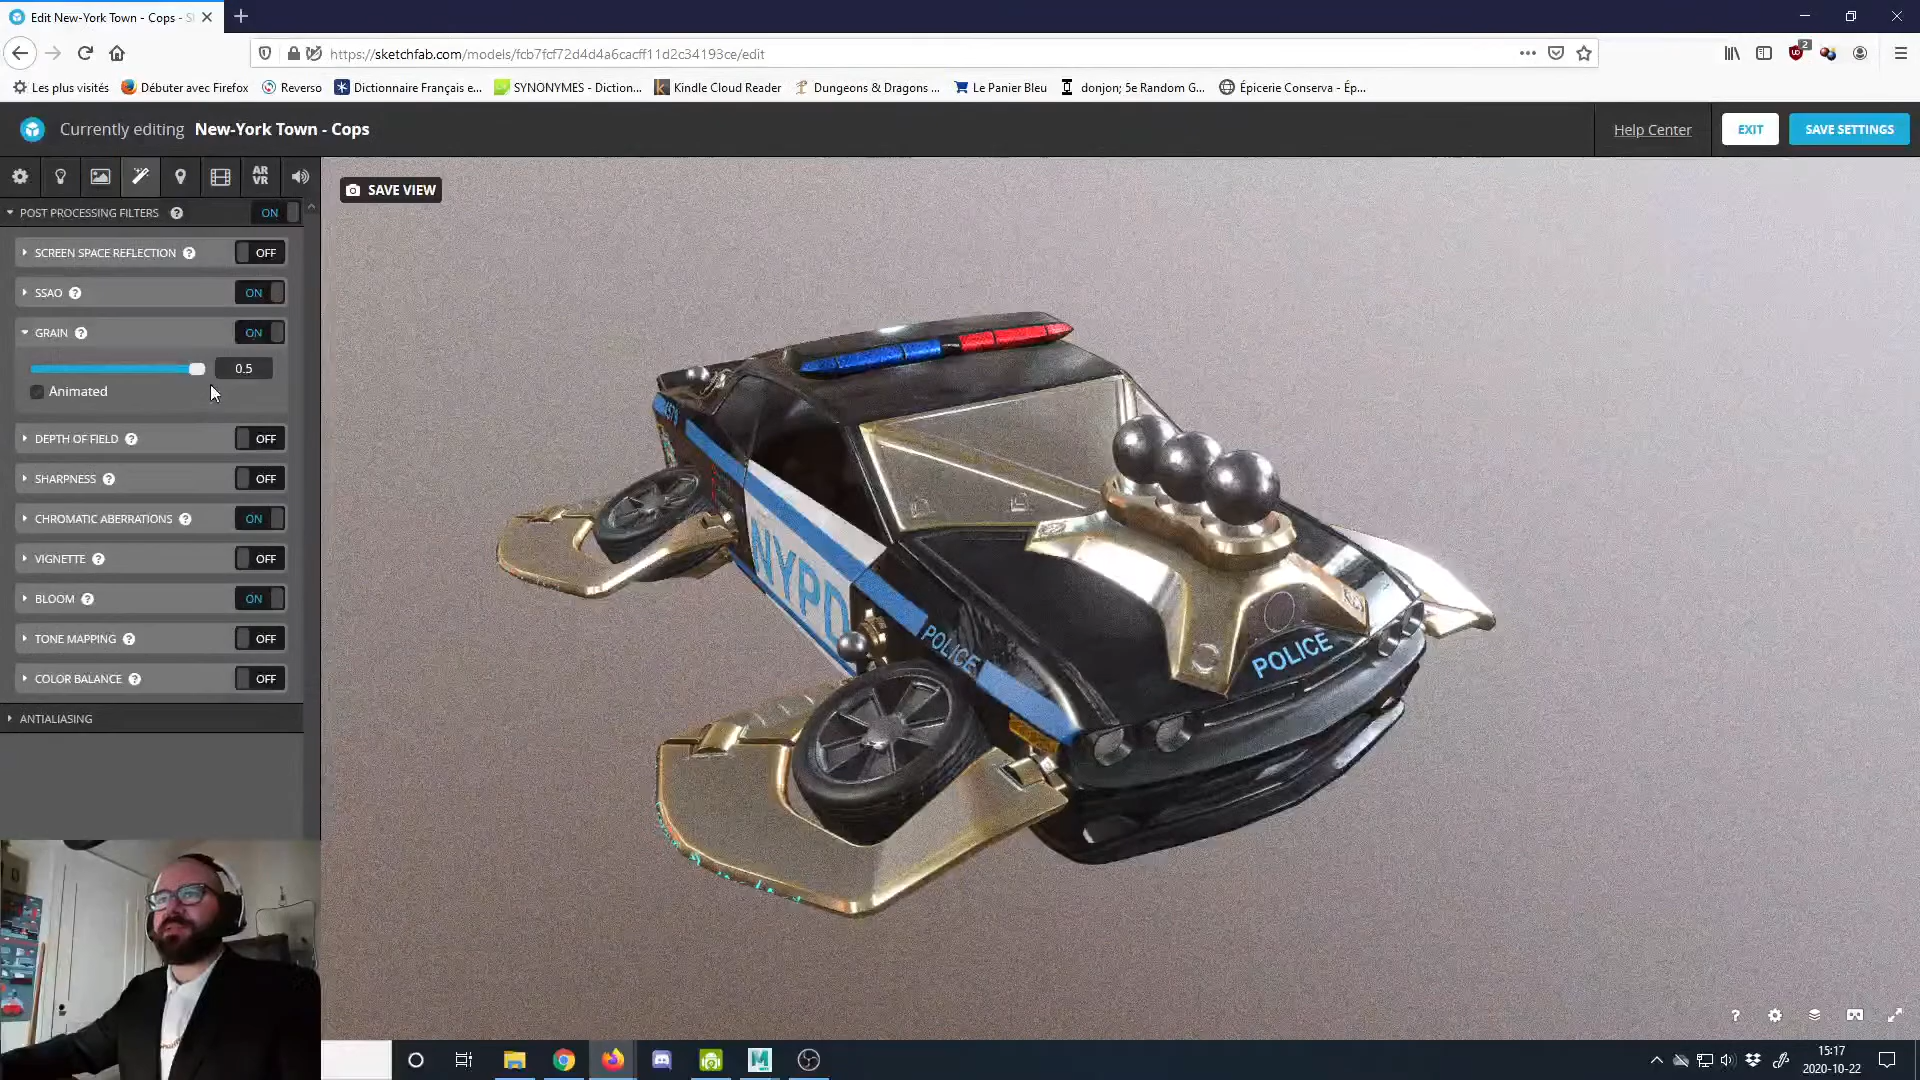 Edit New-York Town - Cops - S
https://sketchfab.com/models/fcb7fcf72d4d4a6cacff11d2c34193ce/edit
2
Les plus visités
Débuter avec Firefox
Reverso
Dictionnaire Français e...
SYNONYMES - Diction...
Kindle Cloud Reader
Dungeons & Dragons ...
Le Panier Bleu
donjon; 5e Random G...
Épicerie Conserva - Ép...
Currently editing New-York Town - Cops
Help Center
EXIT
SAVE SETTINGS
AR
VR
SAVE VIEW
POST PROCESSING FILTERS ? ON
SCREEN SPACE REFLECTION ? OFF
SSAO ? ON
GRAIN ? ON
0.5
Animated
DEPTH OF FIELD ? OFF
SHARPNESS ? OFF
CHROMATIC ABERRATIONS ? ON
VIGNETTE ? OFF
BLOOM ? ON
TONE MAPPING ? OFF
COLOR BALANCE ? OFF
ANTIALIASING
NYPD
POLICE
POLICE
?
M
15:17
2020-10-22